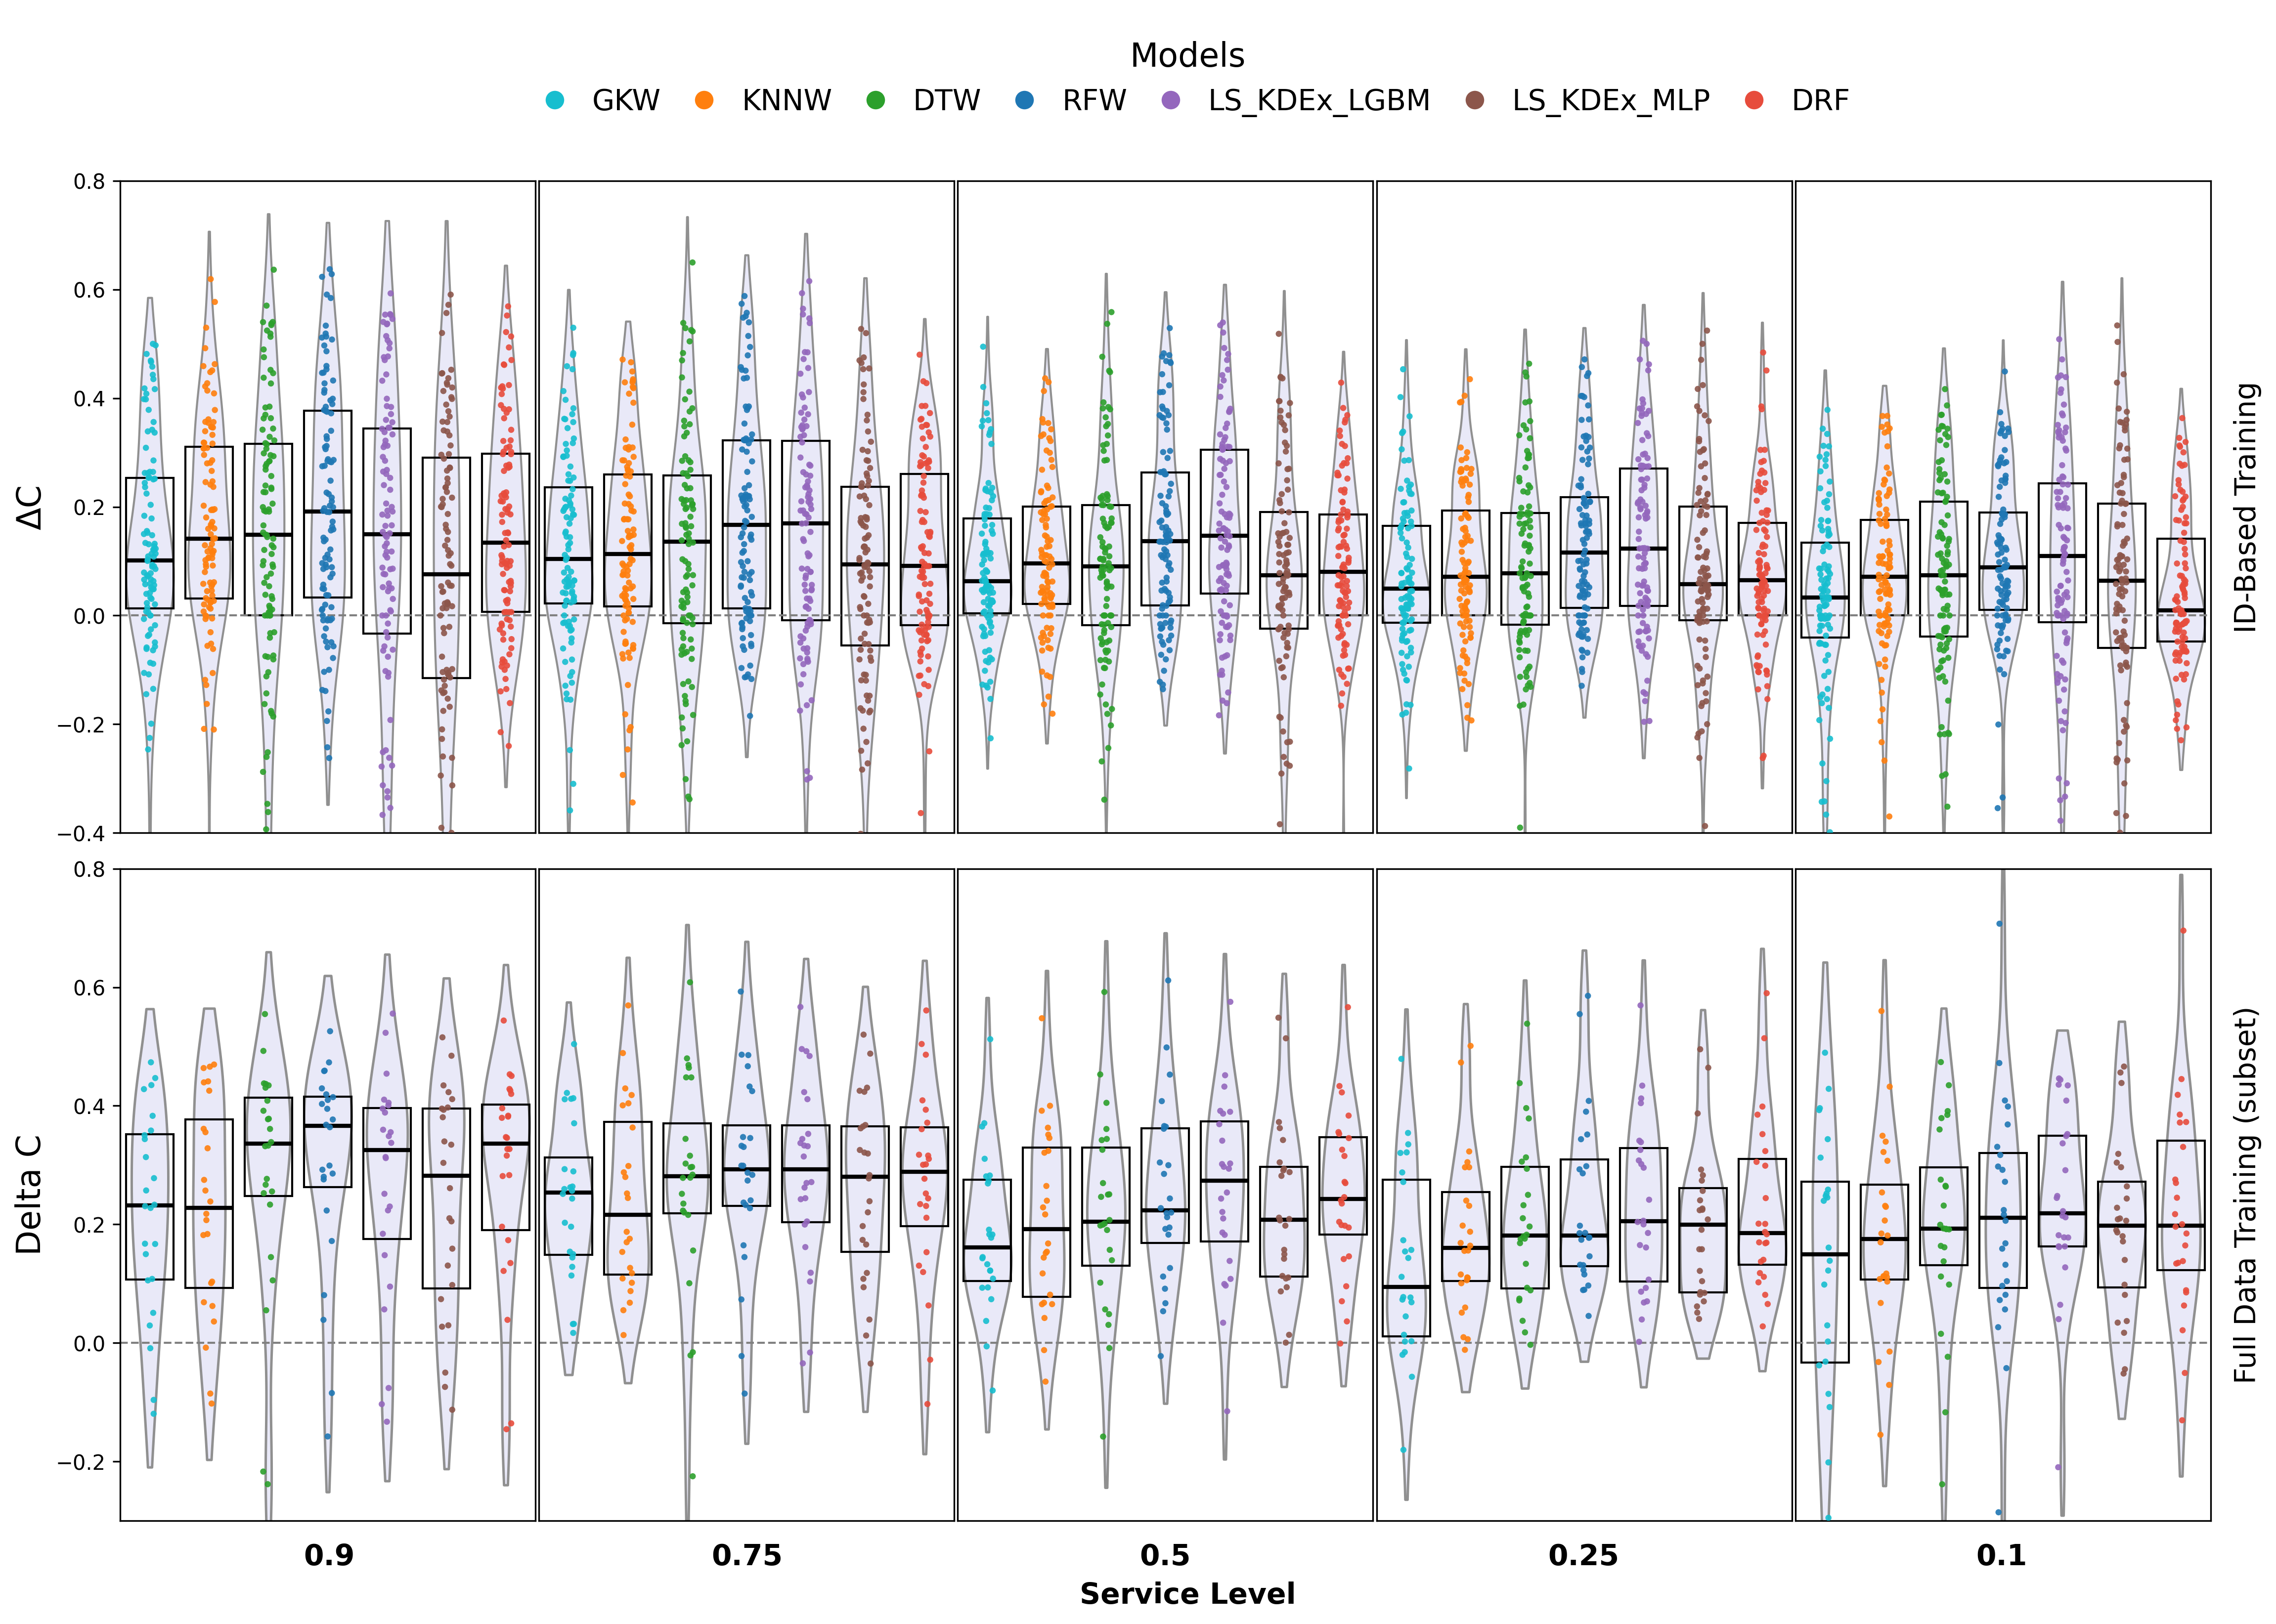 Models
GKW KNNW DTW RFW LS_KDEx_LGBM LS_KDEx_MLP DRF
0.8
0.6
0.4
0.2
0.0
−0.2
−0.4
ΔC
ID-Based Training
0.8
0.6
0.4
0.2
0.0
−0.2
Delta C
Full Data Training (subset)
0.9 0.75 0.5 0.25 0.1
Service Level